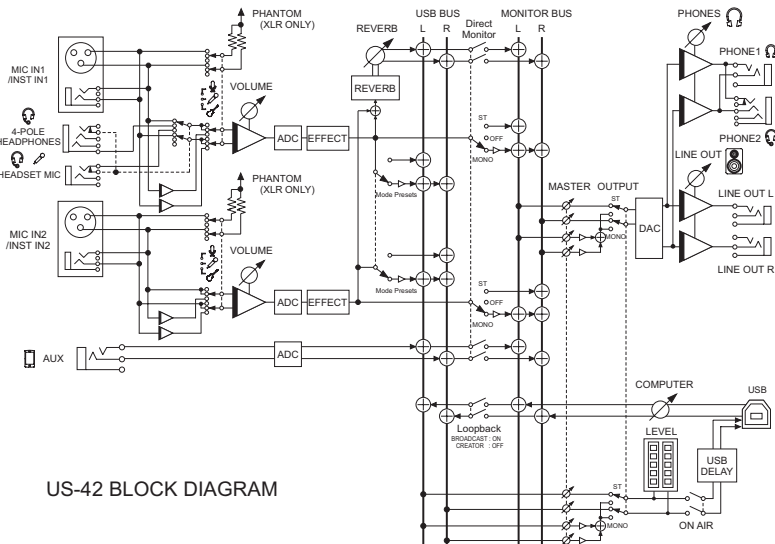 PHANTOM
(XLR ONLY)
REVERB
USB BUS
L
R
Direct
Monitor
MONITOR BUS
L
R
PHONES
PHONE1
MIC IN1
/INST IN1
VOLUME
REVERB
ST
OFF
MONO
4-POLE
HEADPHONES
HEADSET MIC
ADC
EFFECT
PHONE2
LINE OUT
Mode Presets
PHANTOM
(XLR ONLY)
MASTER OUTPUT
ST
MONO
DAC
LINE OUT L
LINE OUT R
MIC IN2
/INST IN2
VOLUME
ADC
EFFECT
Mode Presets
ST
OFF
MONO
AUX
ADC
COMPUTER
USB
Loopback
BROADCAST : ON
CREATOR : OFF
LEVEL
USB
DELAY
ST
MONO
ON AIR
US-42 BLOCK DIAGRAM